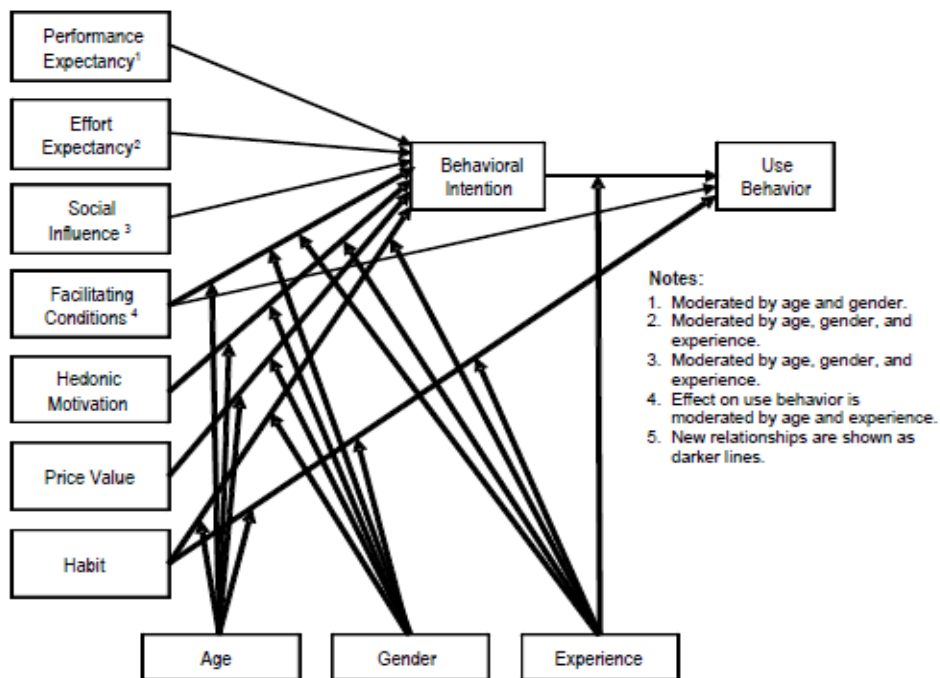 Performance
Expectancy1
Effort
Expectancy2
Social
Influence 3
Facilitating
Conditions 4
Hedonic
Motivation
Price Value
Habit
Behavioral
Intention
Use
Behavior
Notes:
1. Moderated by age and gender.
2. Moderated by age, gender, and
experience.
3. Moderated by age, gender, and
experience.
4. Effect on use behavior is
moderated by age and experience.
5. New relationships are shown as
darker lines.
Age
Gender
Experience